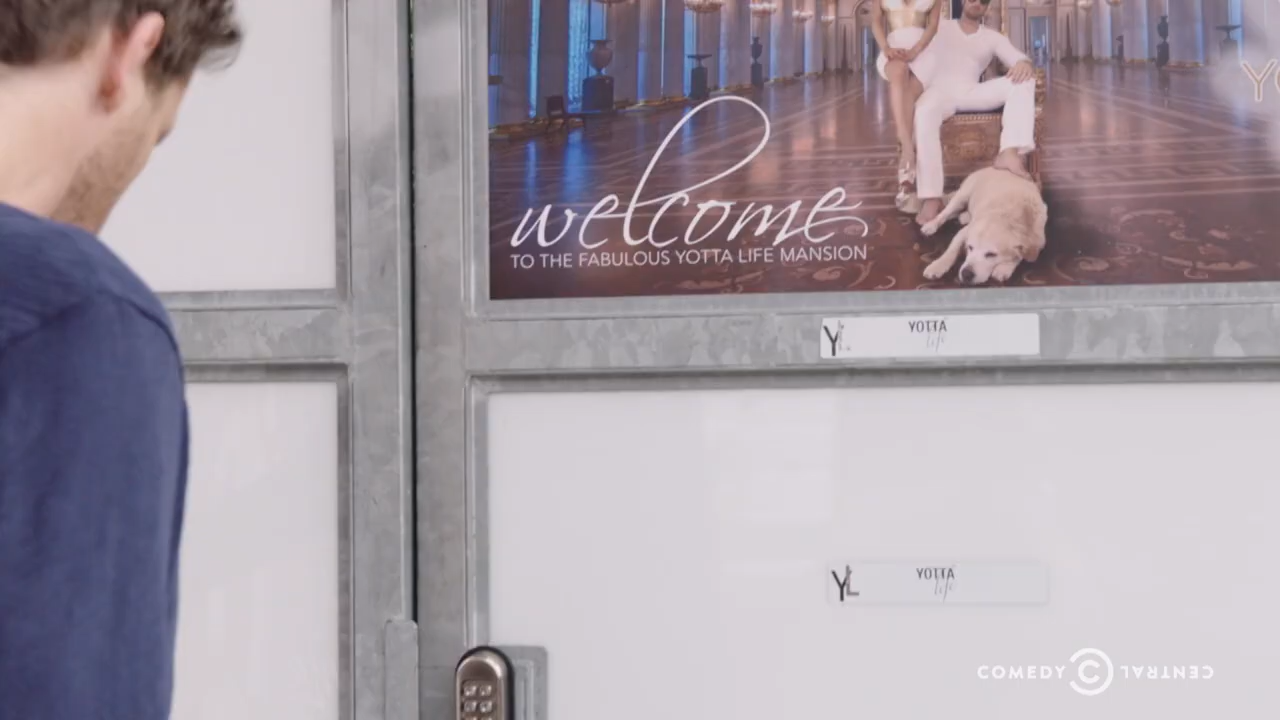 welcome
TO THE FABULOUS YOTTA LIFE MANSION
YL YOTTA
life
YL YOTTA
life
COMEDY CENTRAL